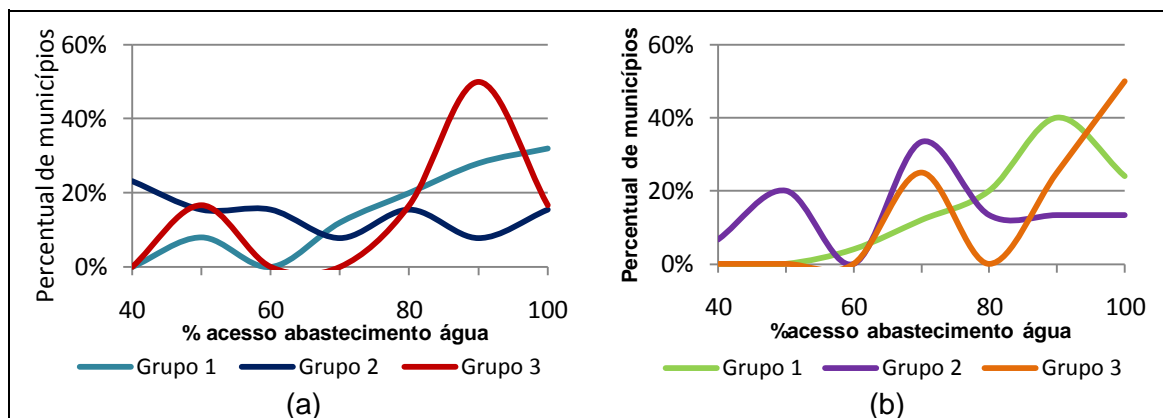 Percentual de municípios
60%
40%
20%
0%
40 60 80 100
% acesso abastecimento água
Grupo 1 Grupo 2 Grupo 3
(a)
Percentual de municípios
60%
40%
20%
0%
40 60 80 100
%acesso abastecimento água
Grupo 1 Grupo 2 Grupo 3
(b)